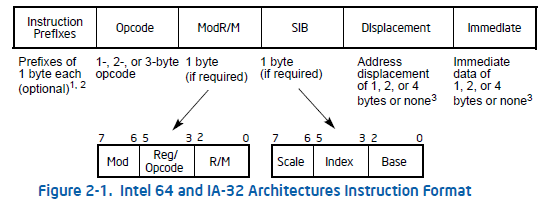 Instruction Prefixes
Opcode
ModR/M
SIB
Displacement
Immediate
Prefixes of
1 byte each
(optional)1, 2
1-, 2-, or 3-byte
opcode
1 byte
(if required)
1 byte
(if required)
Address
displacement
of 1, 2, or 4
bytes or none3
Immediate
data of
1, 2, or 4
bytes or none3
7 6 5 3 2 0
Mod
Reg/
Opcode
R/M
7 6 5 3 2 0
Scale
Index
Base
Figure 2-1. Intel 64 and IA-32 Architectures Instruction Format